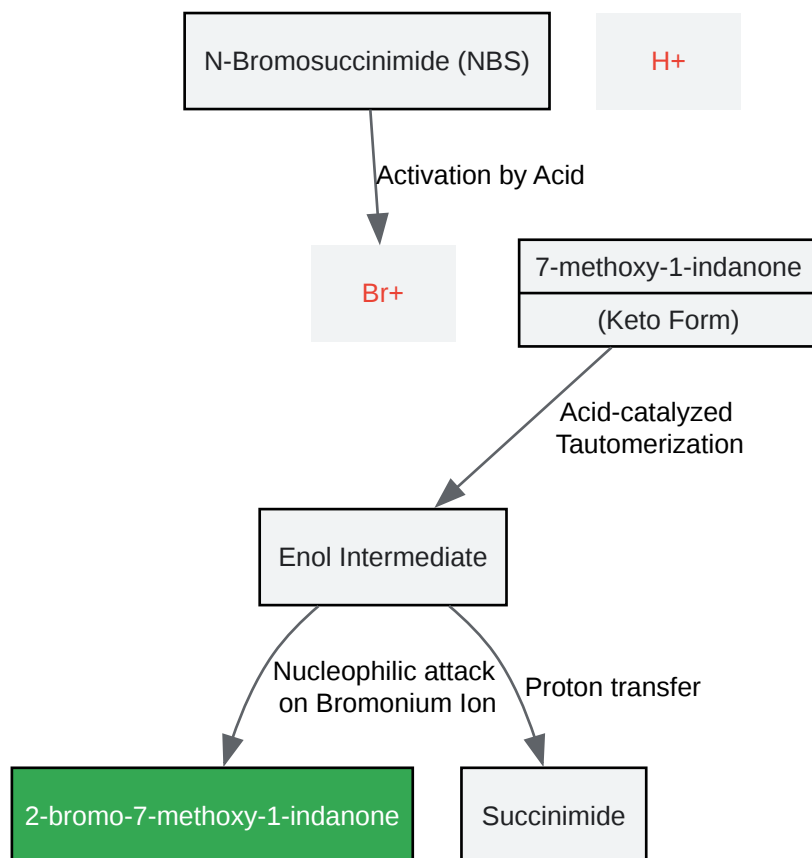 N-Bromosuccinimide (NBS)
H+
Activation by Acid
Br+
7-methoxy-1-indanone
(Keto Form)
Acid-catalyzed
Tautomerization
Enol Intermediate
Nucleophilic attack
on Bromonium Ion
Proton transfer
2-bromo-7-methoxy-1-indanone
Succinimide